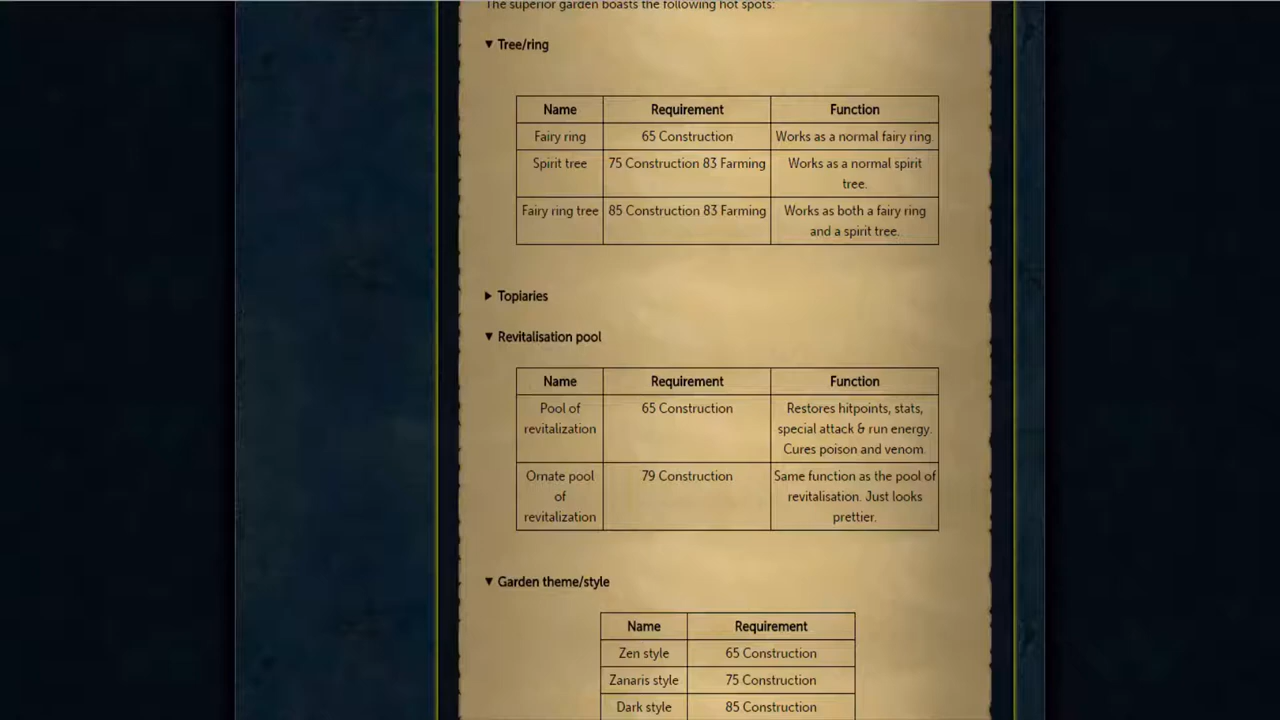 The superior garden boasts the following hot spots:
▼ Tree/ring
Name Requirement Function
Fairy ring 65 Construction Works as a normal fairy ring.
Spirit tree 75 Construction 83 Farming Works as a normal spirit
tree.
Fairy ring tree 85 Construction 83 Farming Works as both a fairy ring
and a spirit tree.
► Topiaries
▼ Revitalisation pool
Name Requirement Function
Pool of 65 Construction Restores hitpoints, stats,
revitalization special attack & run energy.
Cures poison and venom.
Ornate pool 79 Construction Same function as the pool of
of revitalisation. Just looks
revitalization prettier.
▼ Garden theme/style
Name Requirement
Zen style 65 Construction
Zanaris style 75 Construction
Dark style 85 Construction